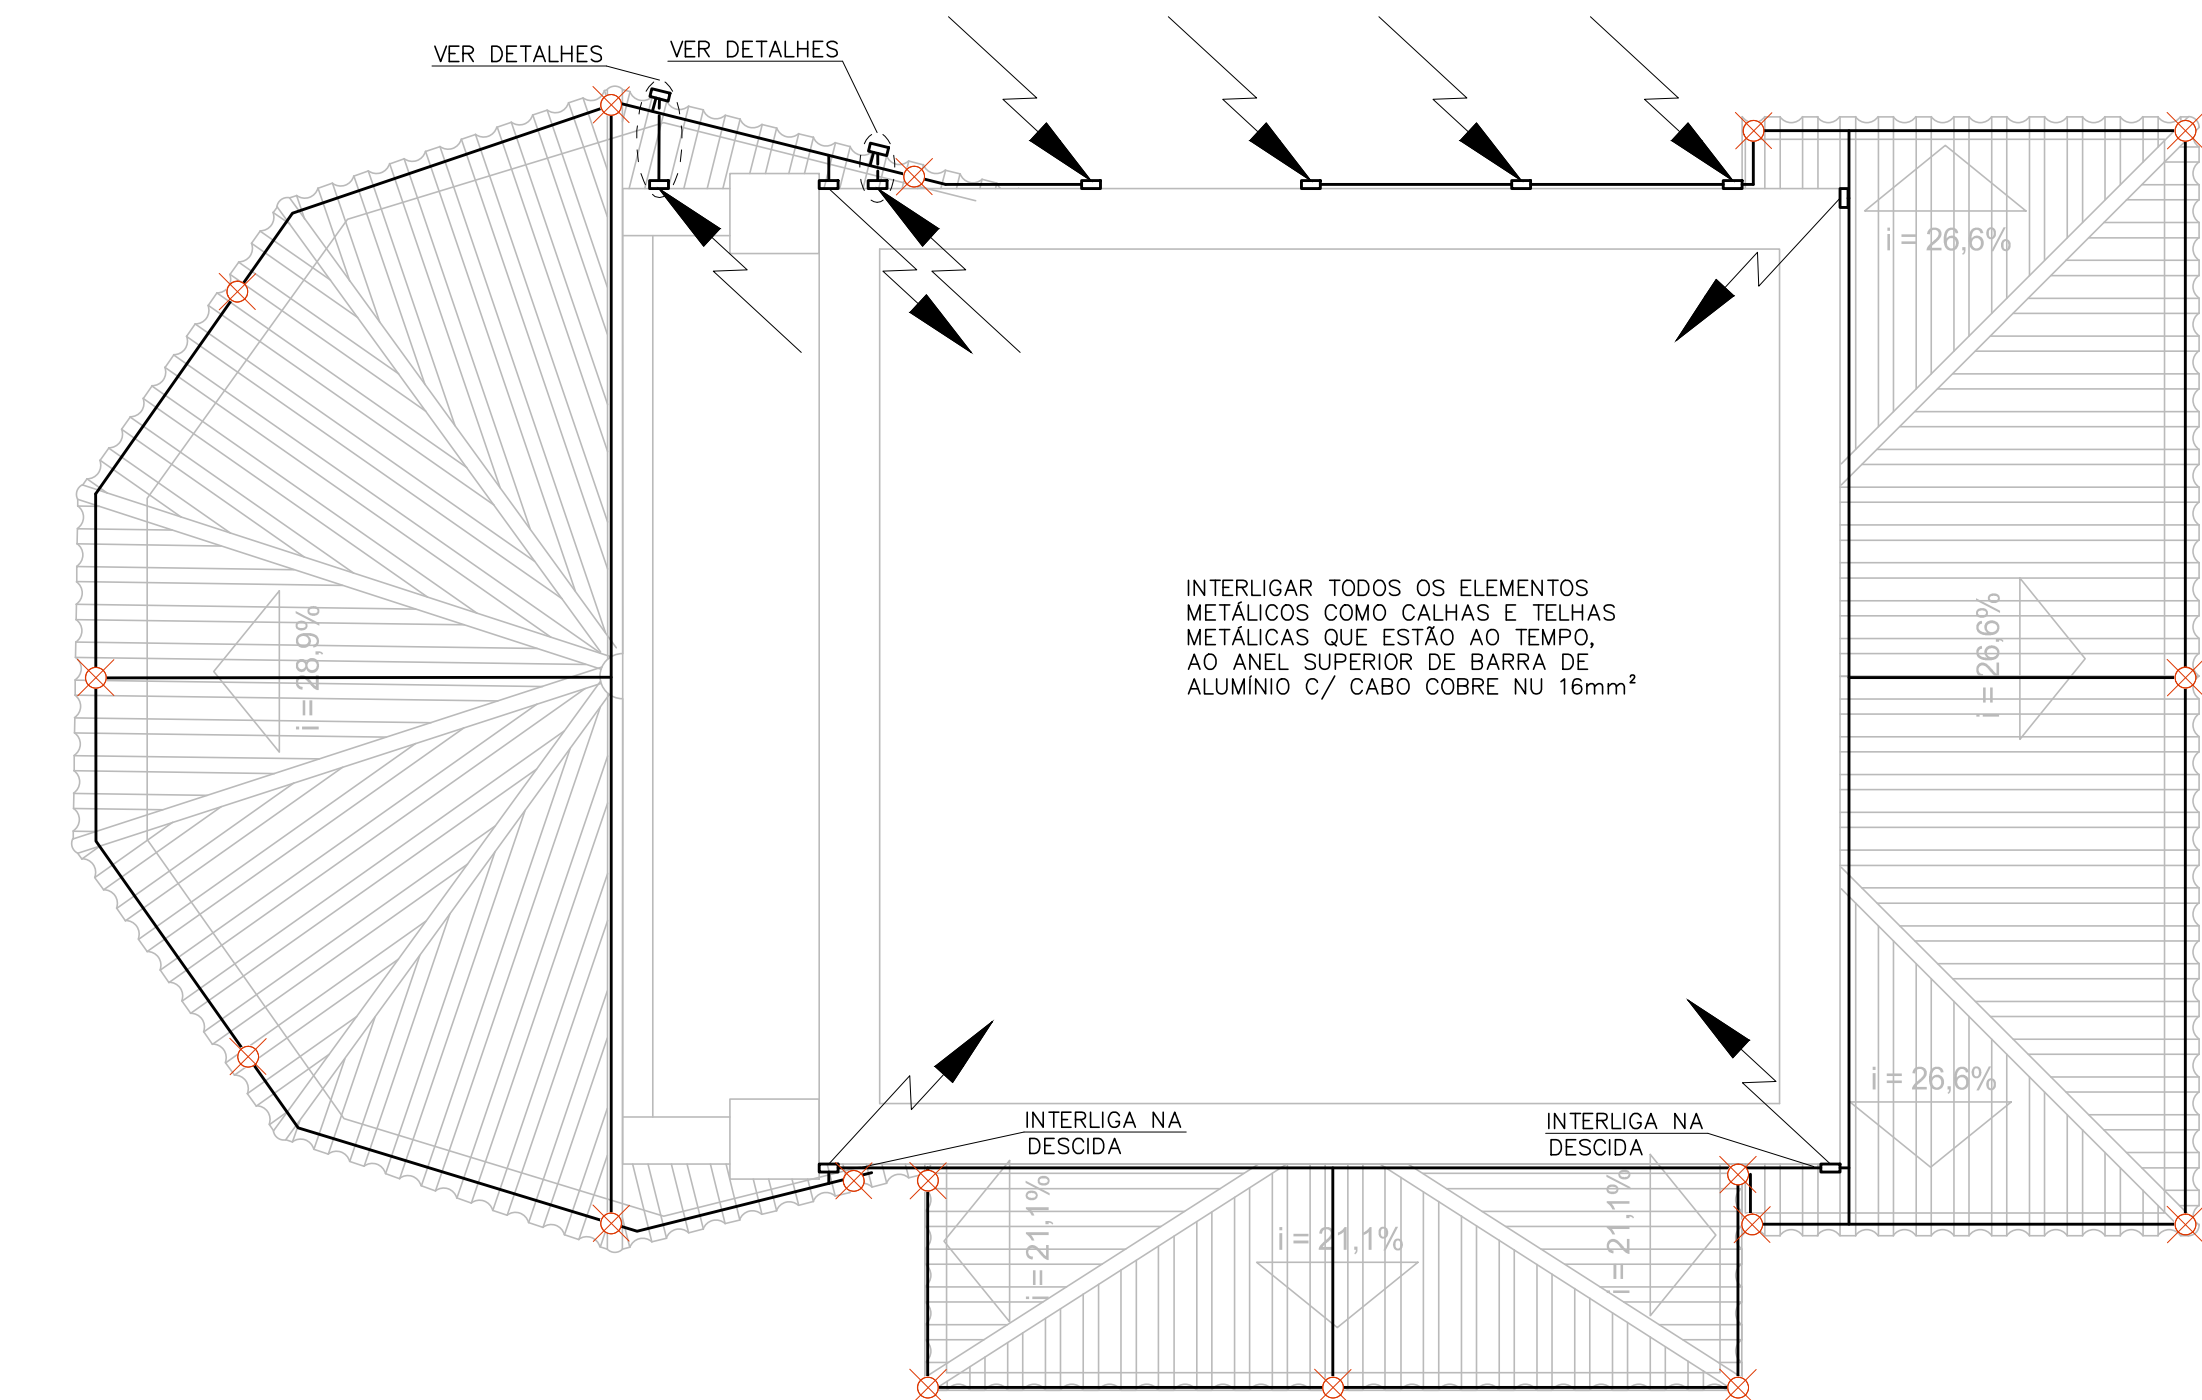 VER DETALHES
VER DETALHES
i = 26,6%
INTERLIGAR TODOS OS ELEMENTOS
METÁLICOS COMO CALHAS E TELHAS
METÁLICAS QUE ESTÃO AO TEMPO,
AO ANEL SUPERIOR DE BARRA DE
ALUMÍNIO C/ CABO COBRE NU 16mm²
i = 28,9%
i = 26,6%
i = 26,6%
INTERLIGA NA
DESCIDA
INTERLIGA NA
DESCIDA
i = 21,1%
i = 21,1%
i = 21,1%